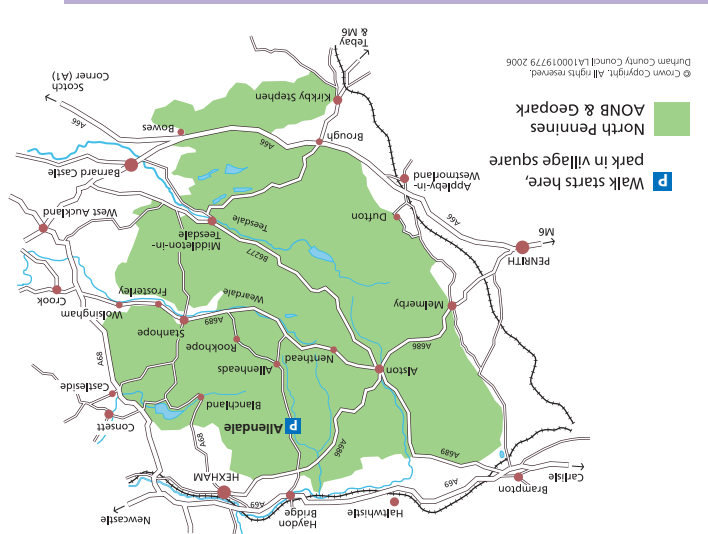 Newcastle
Haydon
Bridge
Haltwhistle
Brampton
Carlisle
A69
A69
HEXHAM
A689
A686
A68
P Allendale
Blanchland
Consett
Castleside
Alston
Nenthead
Allenheads
Rookhope
A68
A686
Stanhope
A689
Wolsingham
Melmerby
Weardale
Frosterley
Crook
PENRITH
M6
B6277
Middleton-in-
Teesdale
Teesdale
West Auckland
A66
Dufton
Appleby-in-
Westmorland
Barnard Castle
Brough
A66
Bowes
A66
Kirkby Stephen
Scotch
Corner (A1)
Tebay
& M6
P Walk starts here,
park in village square
North Pennines
AONB & Geopark
© Crown Copyright. All rights reserved.
Durham County Council LA100019779 2006